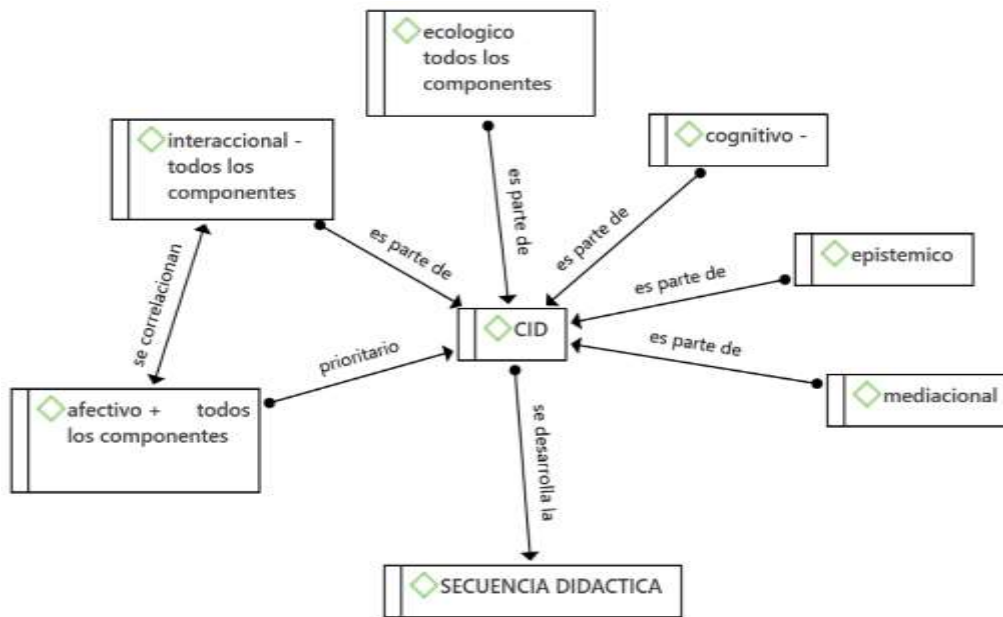 ecologico
todos los
componentes
interaccional -
todos los
componentes
cognitivo -
es parte de
es parte de
es parte de
se correlacionan
epistemico
es parte de
CID
prioritario
es parte de
mediacional
afectivo + todos
los componentes
se desarrolla la
SECUENCIA DIDACTICA